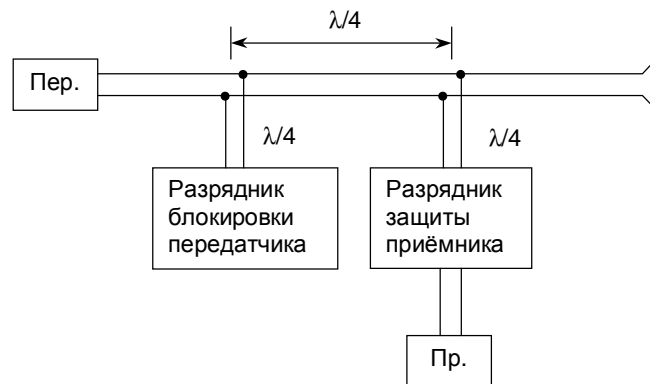 λ/4
Пер.
λ/4
λ/4
Разрядник
блокировки
передатчика
Разрядник
защиты
приёмника
Пр.